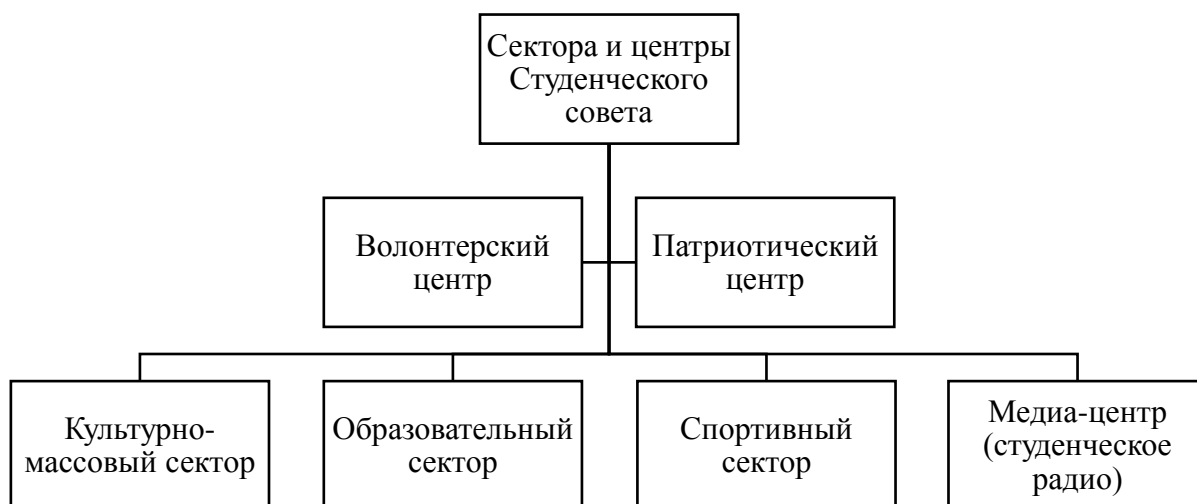 Сектора и центры
Студенческого
совета
Волонтерский
центр
Патриотический
центр
Культурно-
массовый сектор
Образовательный
сектор
Спортивный
сектор
Медиа-центр
(студенческое
радио)